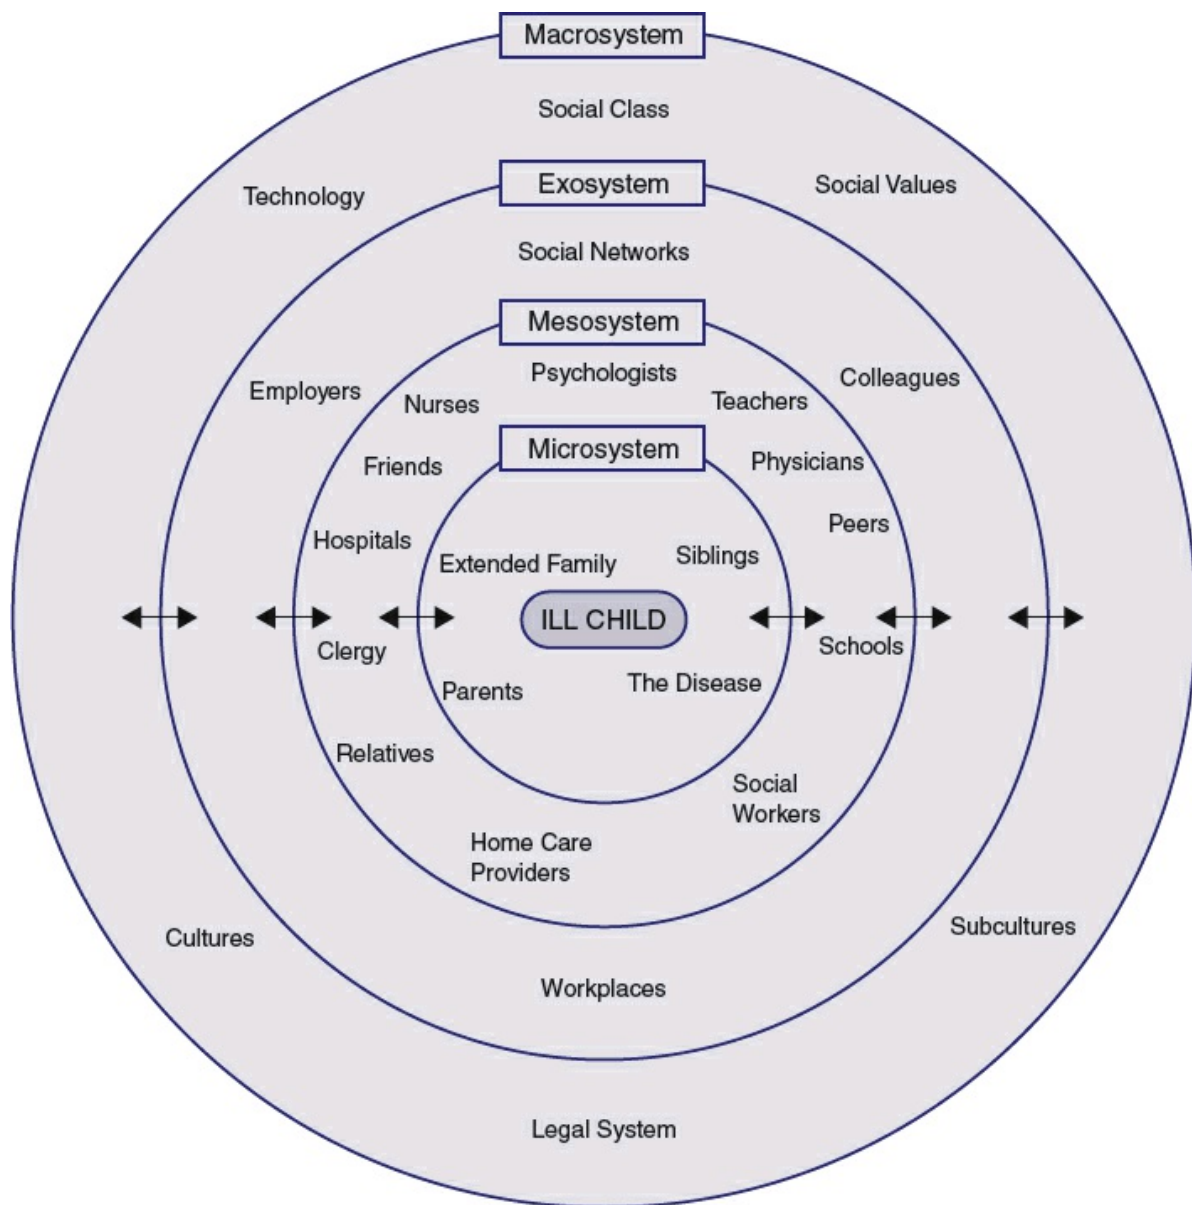 Macrosystem
Social Class
Technology
Social Values
Exosystem
Social Networks
Mesosystem
Psychologists
Employers
Colleagues
Nurses
Teachers
Microsystem
Friends
Physicians
Hospitals
Peers
Extended Family
Siblings
ILL CHILD
Clergy
Schools
Parents
The Disease
Relatives
Social
Workers
Home Care
Providers
Cultures
Subcultures
Workplaces
Legal System